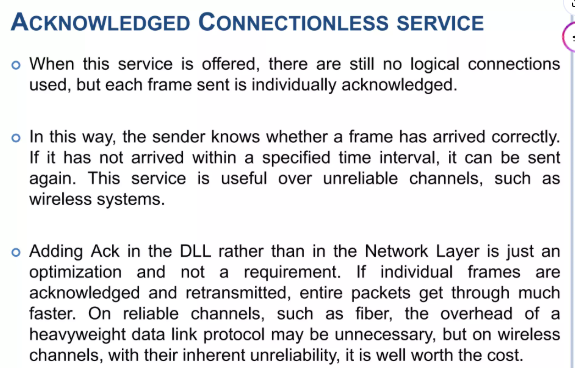 ACKNOWLEDGED CONNECTIONLESS SERVICE
When this service is offered, there are still no logical connections
used, but each frame sent is individually acknowledged.
In this way, the sender knows whether a frame has arrived correctly.
If it has not arrived within a specified time interval, it can be sent
again. This service is useful over unreliable channels, such as
wireless systems.
Adding Ack in the DLL rather than in the Network Layer is just an
optimization and not a requirement. If individual frames are
acknowledged and retransmitted, entire packets get through much
faster. On reliable channels, such as fiber, the overhead of a
heavyweight data link protocol may be unnecessary, but on wireless
channels, with their inherent unreliability, it is well worth the cost.